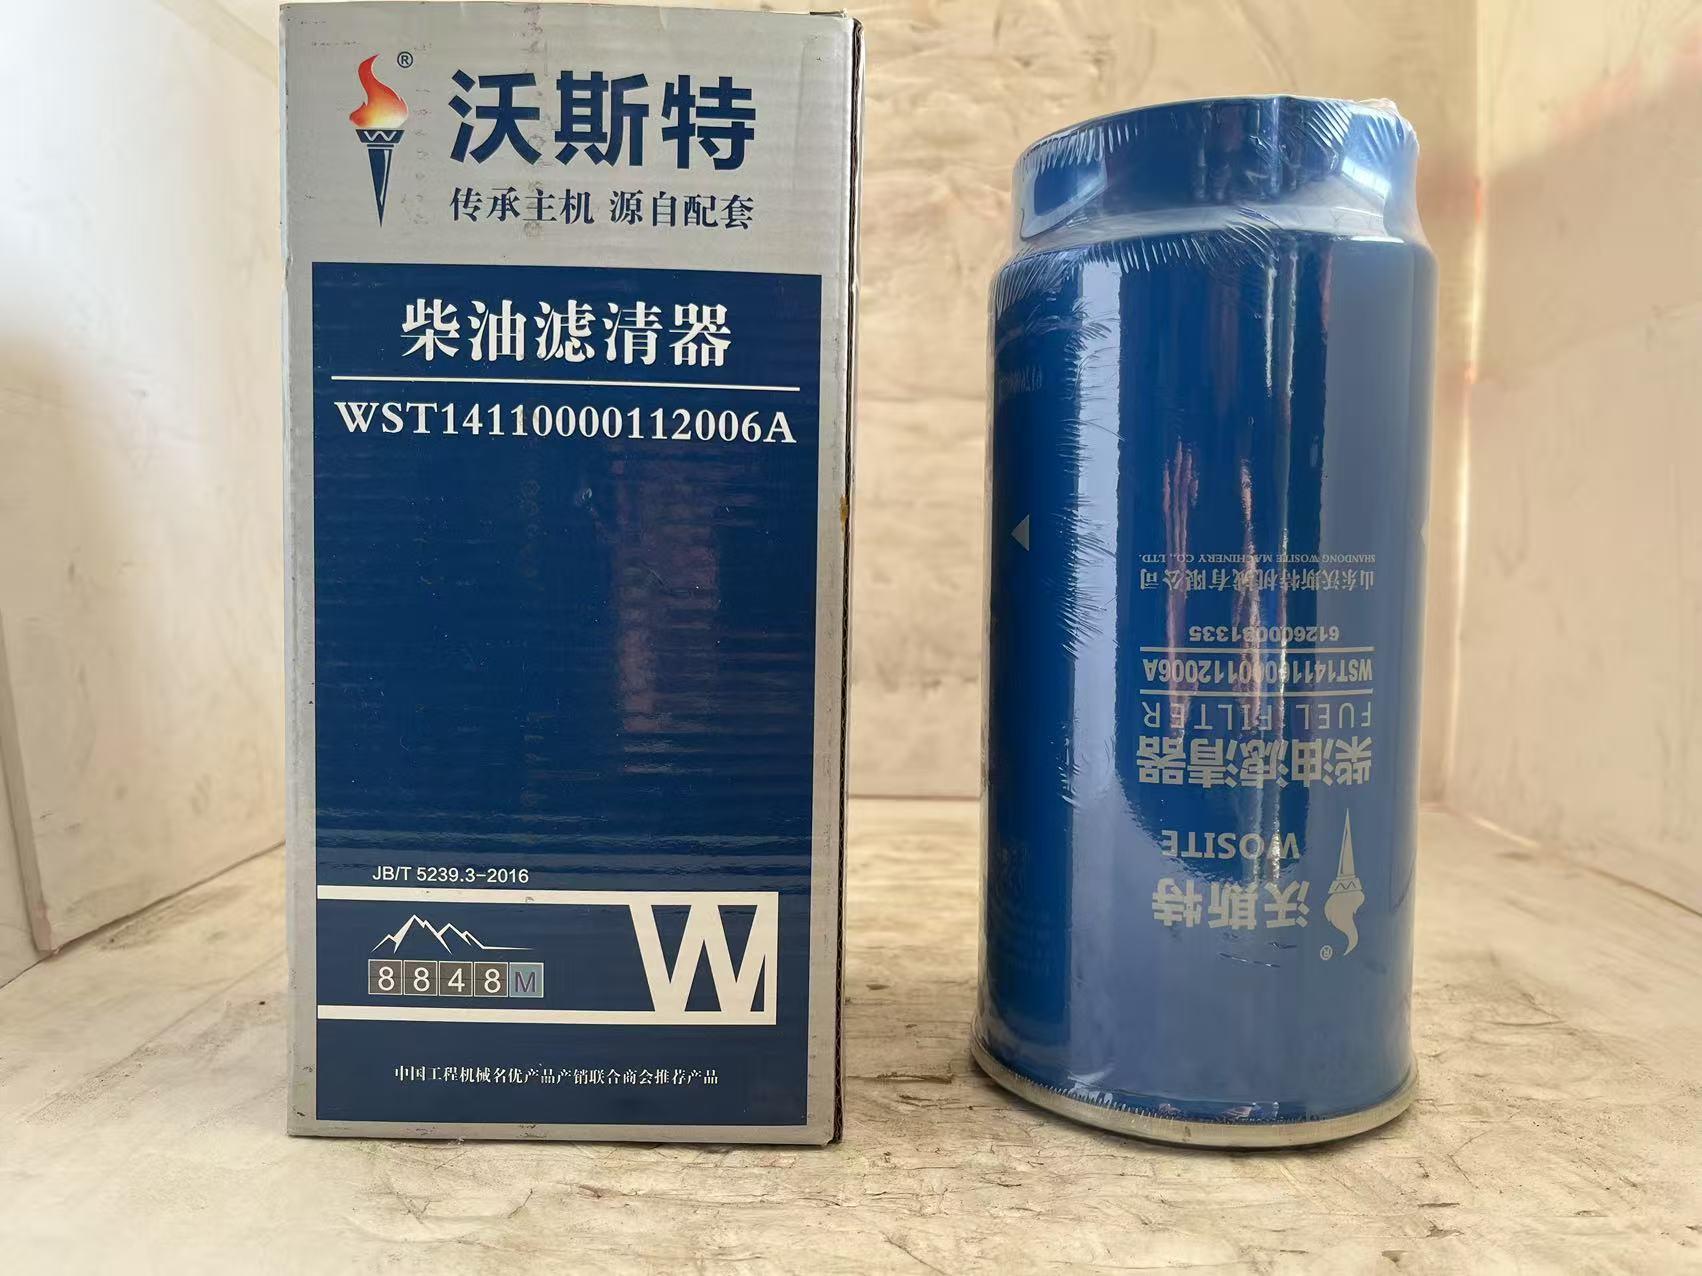 ®
沃斯特
传承主机 源自配套
柴油滤清器
WST14110000112006A
JB/T 5239.3-2016
8848M
W
中国工程机械名优产品产销联合商会推荐产品
®
沃斯特
WOSITE
柴油滤清器
FUEL FILTER
WST14110000112006A
612600081335
山东沃斯特机械有限公司
SHANDONG WOSITE MACHINERY CO., LTD.